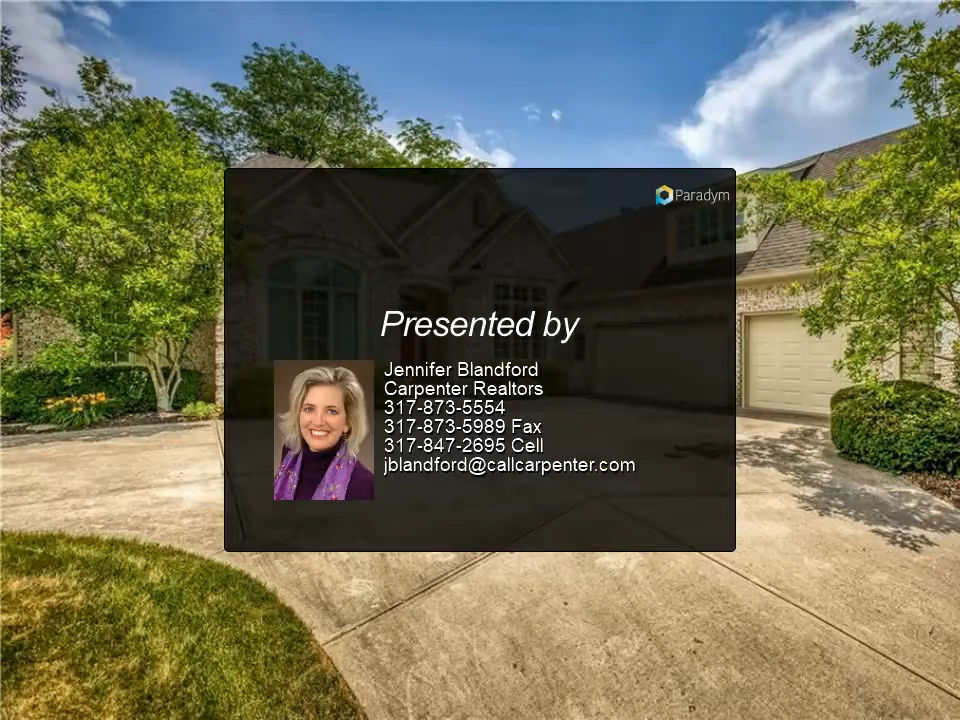 Paradym
Presented by
Jennifer Blandford
Carpenter Realtors
317-873-5554
317-873-5989 Fax
317-847-2695 Cell
jblandford@callcarpenter.com